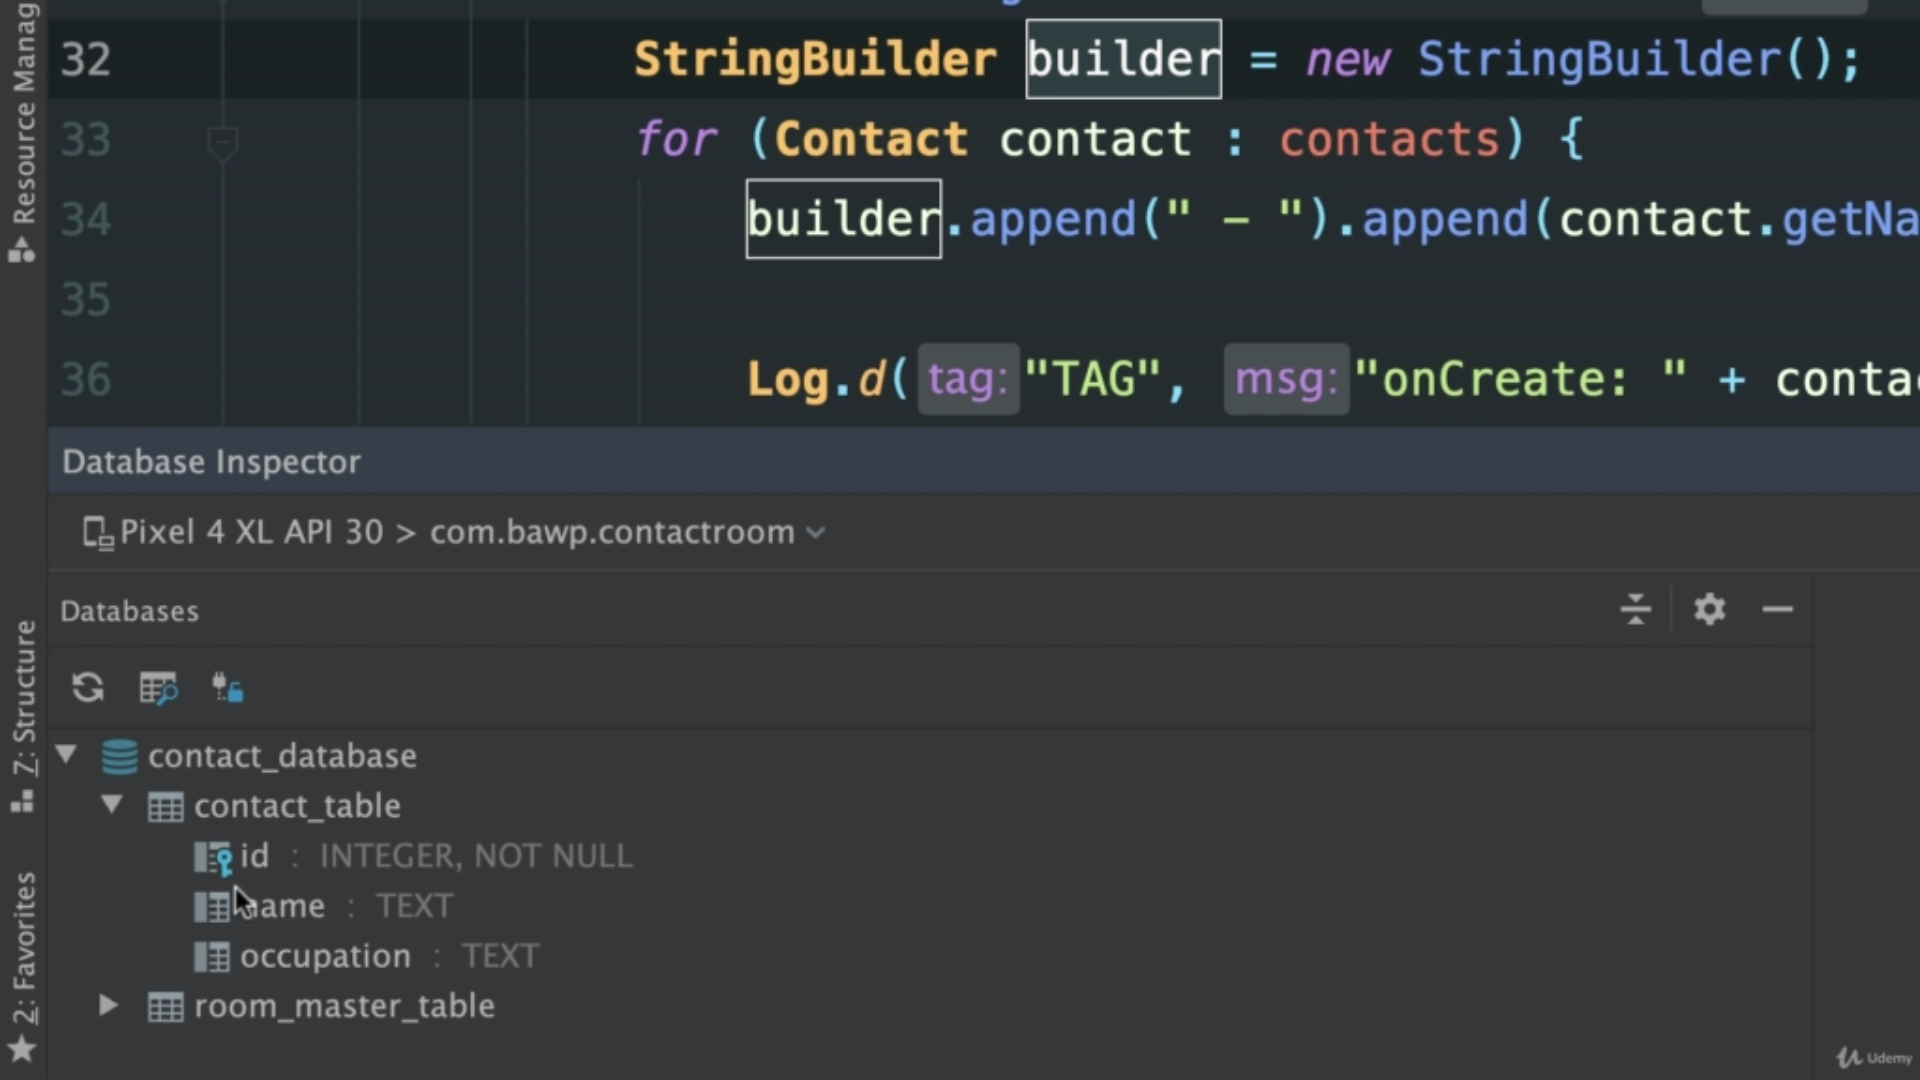 Resource Manag
32 StringBuilder builder = new StringBuilder();
33 for (Contact contact : contacts) {
34 builder.append(" - ").append(contact.getNa
35
36 Log.d( tag: "TAG", msg: "onCreate: " + contac
Database Inspector
Pixel 4 XL API 30 > com.bawp.contactroom
Databases
Z: Structure
contact_database
contact_table
id : INTEGER, NOT NULL
name : TEXT
occupation : TEXT
room_master_table
2: Favorites
Udemy